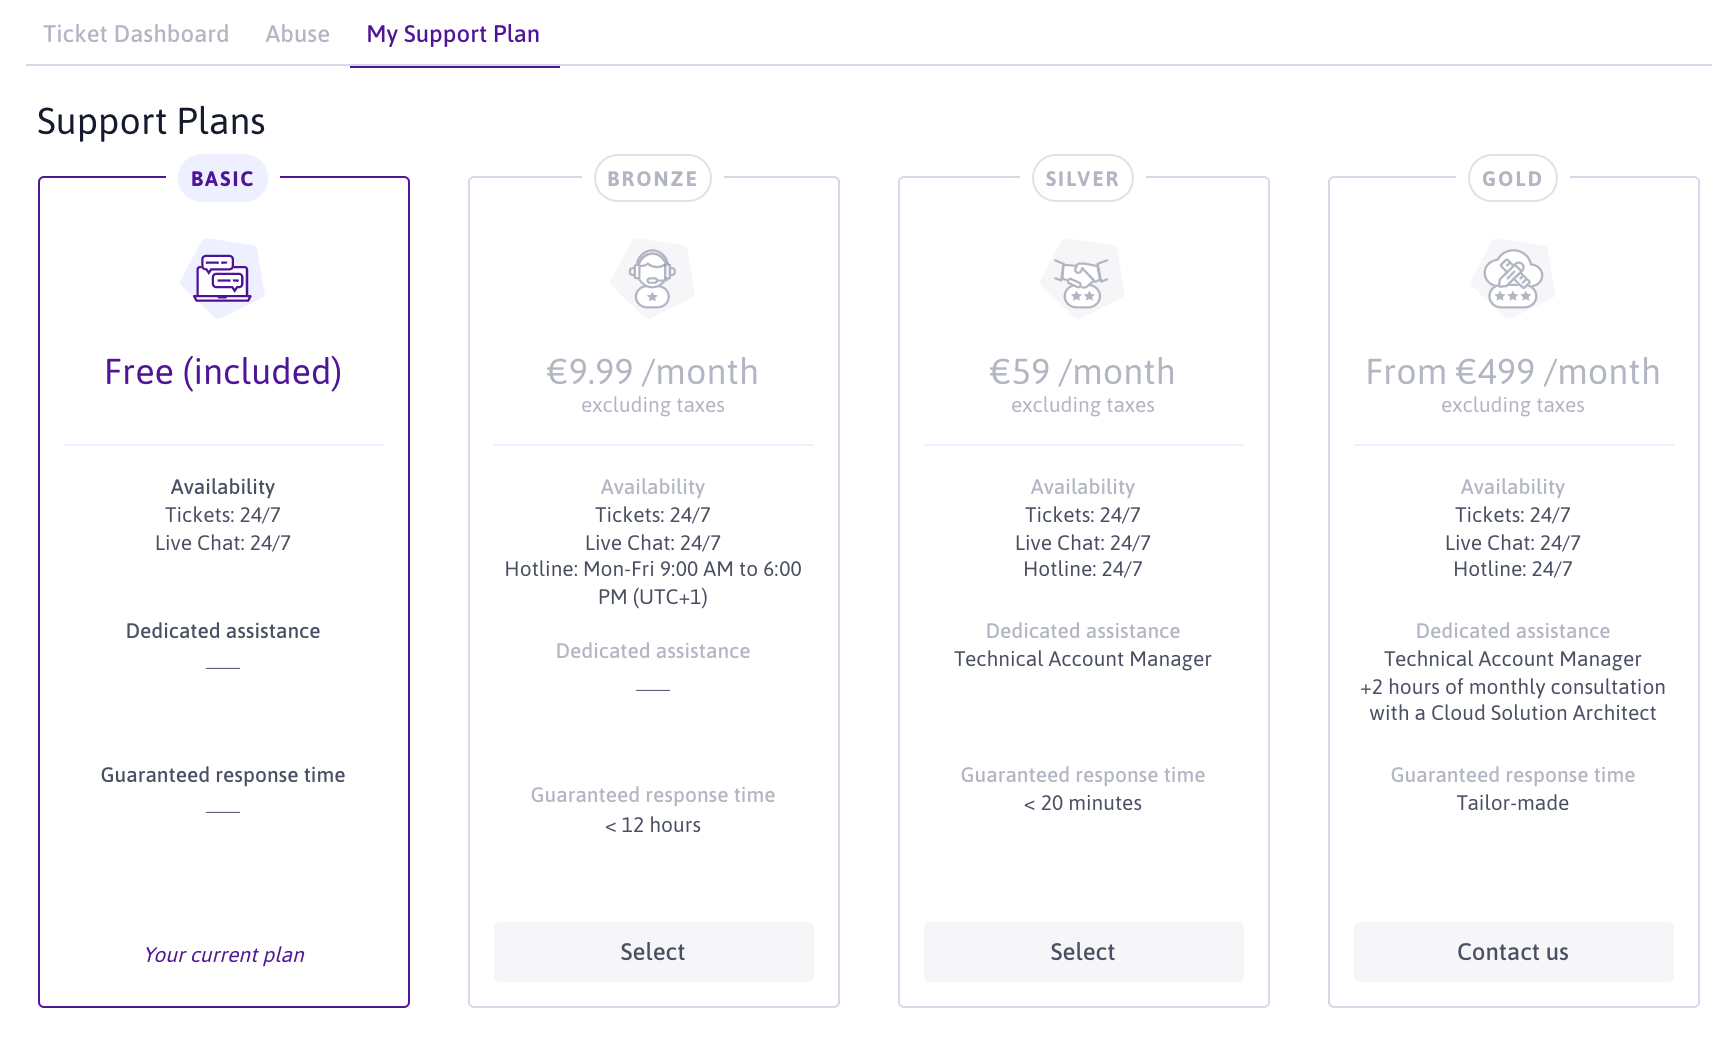 Ticket Dashboard
Abuse
My Support Plan
Support Plans
BASIC
Free (included)
Availability
Tickets: 24/7
Live Chat: 24/7
Dedicated assistance
Guaranteed response time
Your current plan
BRONZE
€9.99 /month
excluding taxes
Availability
Tickets: 24/7
Live Chat: 24/7
Hotline: Mon-Fri 9:00 AM to 6:00
PM (UTC+1)
Dedicated assistance
Guaranteed response time
< 12 hours
Select
SILVER
€59 /month
excluding taxes
Availability
Tickets: 24/7
Live Chat: 24/7
Hotline: 24/7
Dedicated assistance
Technical Account Manager
Guaranteed response time
< 20 minutes
Select
GOLD
From €499 /month
excluding taxes
Availability
Tickets: 24/7
Live Chat: 24/7
Hotline: 24/7
Dedicated assistance
Technical Account Manager
+2 hours of monthly consultation
with a Cloud Solution Architect
Guaranteed response time
Tailor-made
Contact us